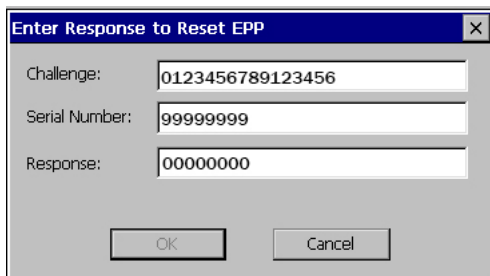 Enter Response to Reset EPP
Challenge: 0123456789123456
Serial Number: 99999999
Response: 00000000
OK Cancel